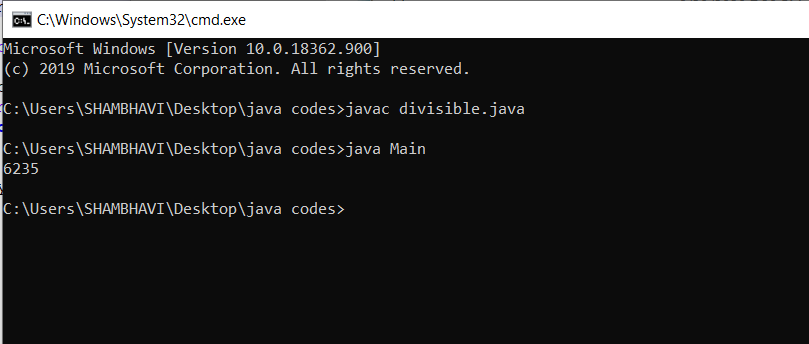 C:\Windows\System32\cmd.exe
Microsoft Windows [Version 10.0.18362.900]
(c) 2019 Microsoft Corporation. All rights reserved.
C:\Users\SHAMBHAVI\Desktop\java codes>javac divisible.java
C:\Users\SHAMBHAVI\Desktop\java codes>java Main
6235
C:\Users\SHAMBHAVI\Desktop\java codes>